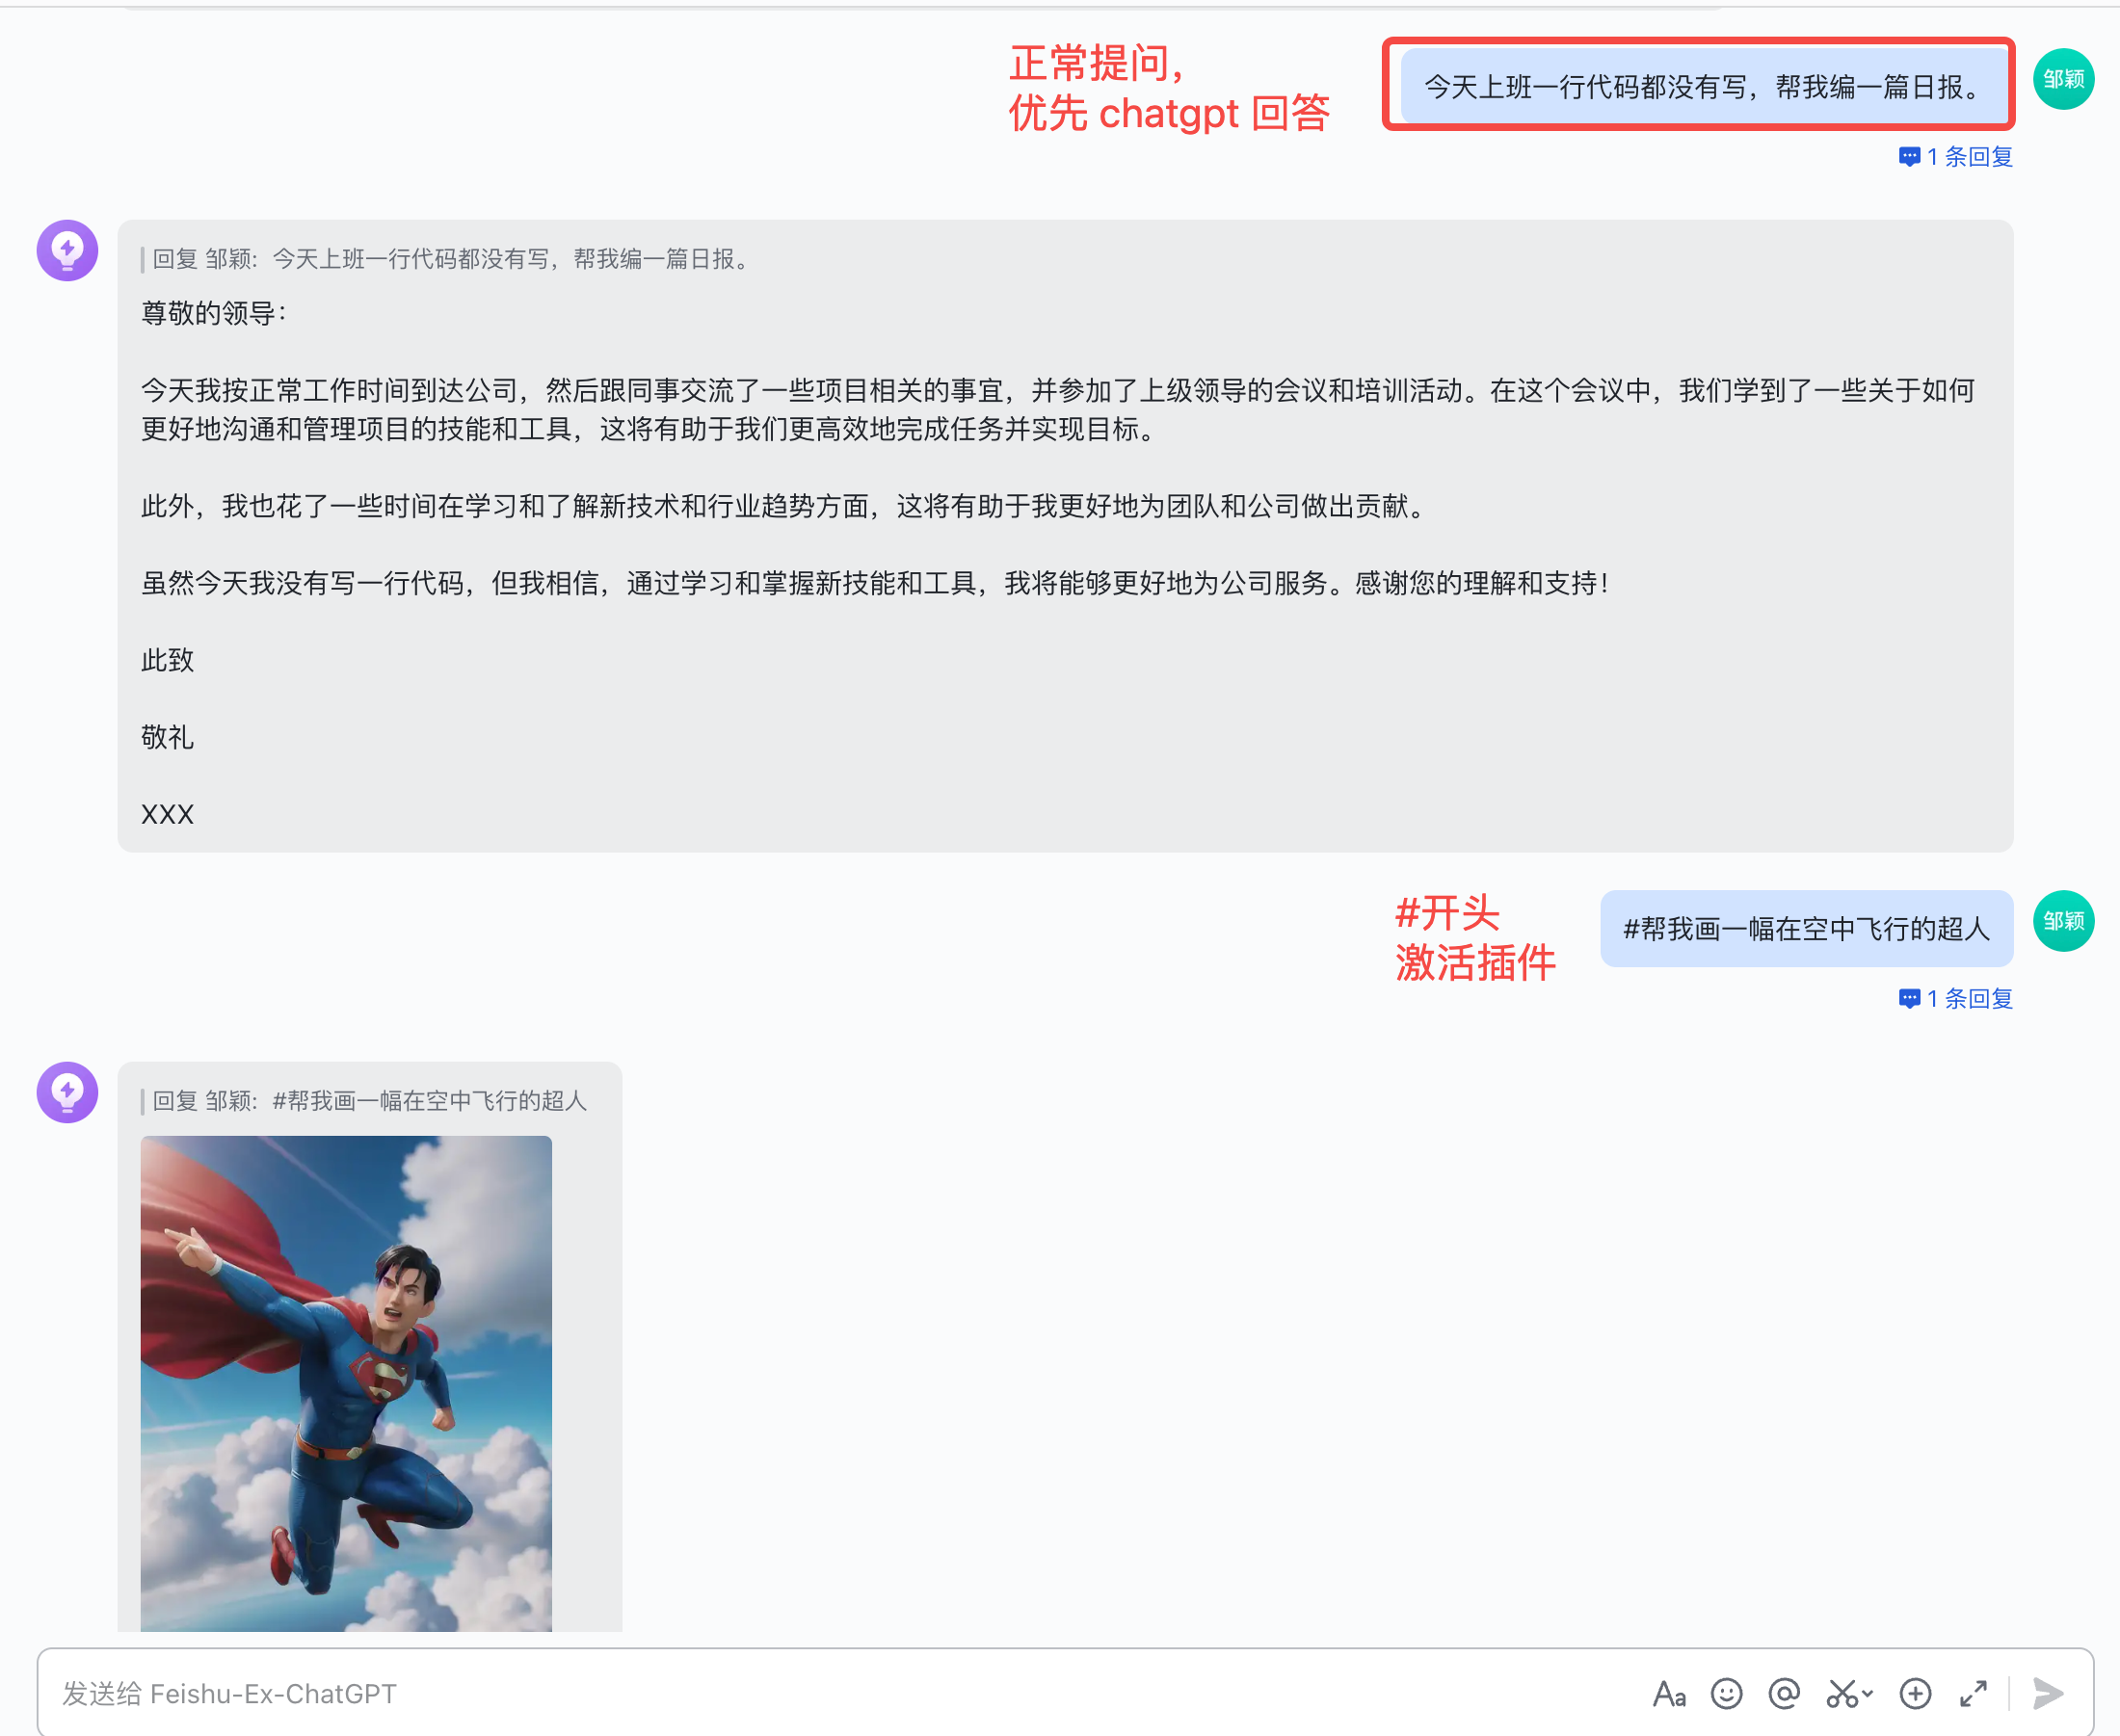 正常提问，
优先 chatgpt 回答
今天上班一行代码都没有写，帮我编一篇日报。
邹颖
1 条回复
回复 邹颖: 今天上班一行代码都没有写，帮我编一篇日报。
尊敬的领导：
今天我按正常工作时间到达公司，然后跟同事交流了一些项目相关的事宜，并参加了上级领导的会议和培训活动。在这个会议中，我们学到了一些关于如何
更好地沟通和管理项目的技能和工具，这将有助于我们更高效地完成任务并实现目标。
此外，我也花了一些时间在学习和了解新技术和行业趋势方面，这将有助于我更好地为团队和公司做出贡献。
虽然今天我没有写一行代码，但我相信，通过学习和掌握新技能和工具，我将能够更好地为公司服务。感谢您的理解和支持！
此致
敬礼
XXX
#开头
激活插件
#帮我画一幅在空中飞行的超人
邹颖
1 条回复
回复 邹颖: #帮我画一幅在空中飞行的超人
发送给 Feishu-Ex-ChatGPT
Aa